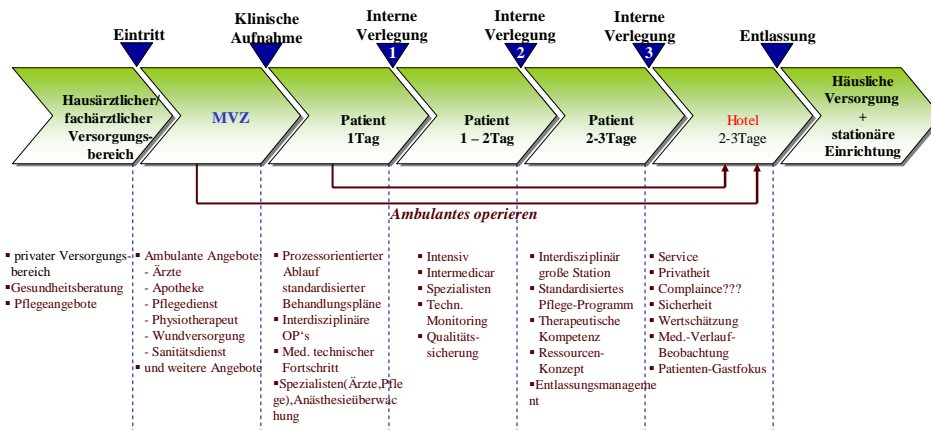 Eintritt
Klinische
Aufnahme
Interne
Verlegung
1
Interne
Verlegung
2
Interne
Verlegung
3
Entlassung
Hausärztlicher/
fachärztlicher
Versorgungs-
bereich
MVZ
Patient
1Tag
Patient
1 – 2Tag
Patient
2-3Tage
Hotel
2-3Tage
Häusliche
Versorgung
+
stationäre
Einrichtung
Ambulantes operieren
▪ privater Versorgungs-
bereich
▪Gesundheitsberatung
▪ Pflegeangebote
▪ Ambulante Angebote
- Ärzte
- Apotheke
- Pflegedienst
- Physiotherapeut
- Wundversorgung
- Sanitätsdienst
▪ und weitere Angebote
▪ Prozessorientierter
Ablauf
standardisierter
Behandlungspläne
▪ Interdisziplinäre
OP‘s
▪ Med. technischer
Fortschritt
▪Spezialisten(Ärzte,Pfle
ge),Anästhesieüberwac
hung
▪ Intensiv
▪ Intermedicar
▪ Spezialisten
▪ Techn.
Monitoring
▪ Qualitäts-
sicherung
▪ Interdisziplinär
große Station
▪ Standardisiertes
Pflege-Programm
▪ Therapeutische
Kompetenz
▪ Ressourcen-
Konzept
▪Entlassungsmanageme
nt
▪ Service
▪ Privatheit
▪ Complaince???
▪ Sicherheit
▪ Wertschätzung
▪ Med.-Verlauf-
Beobachtung
▪ Patienten-Gastfokus